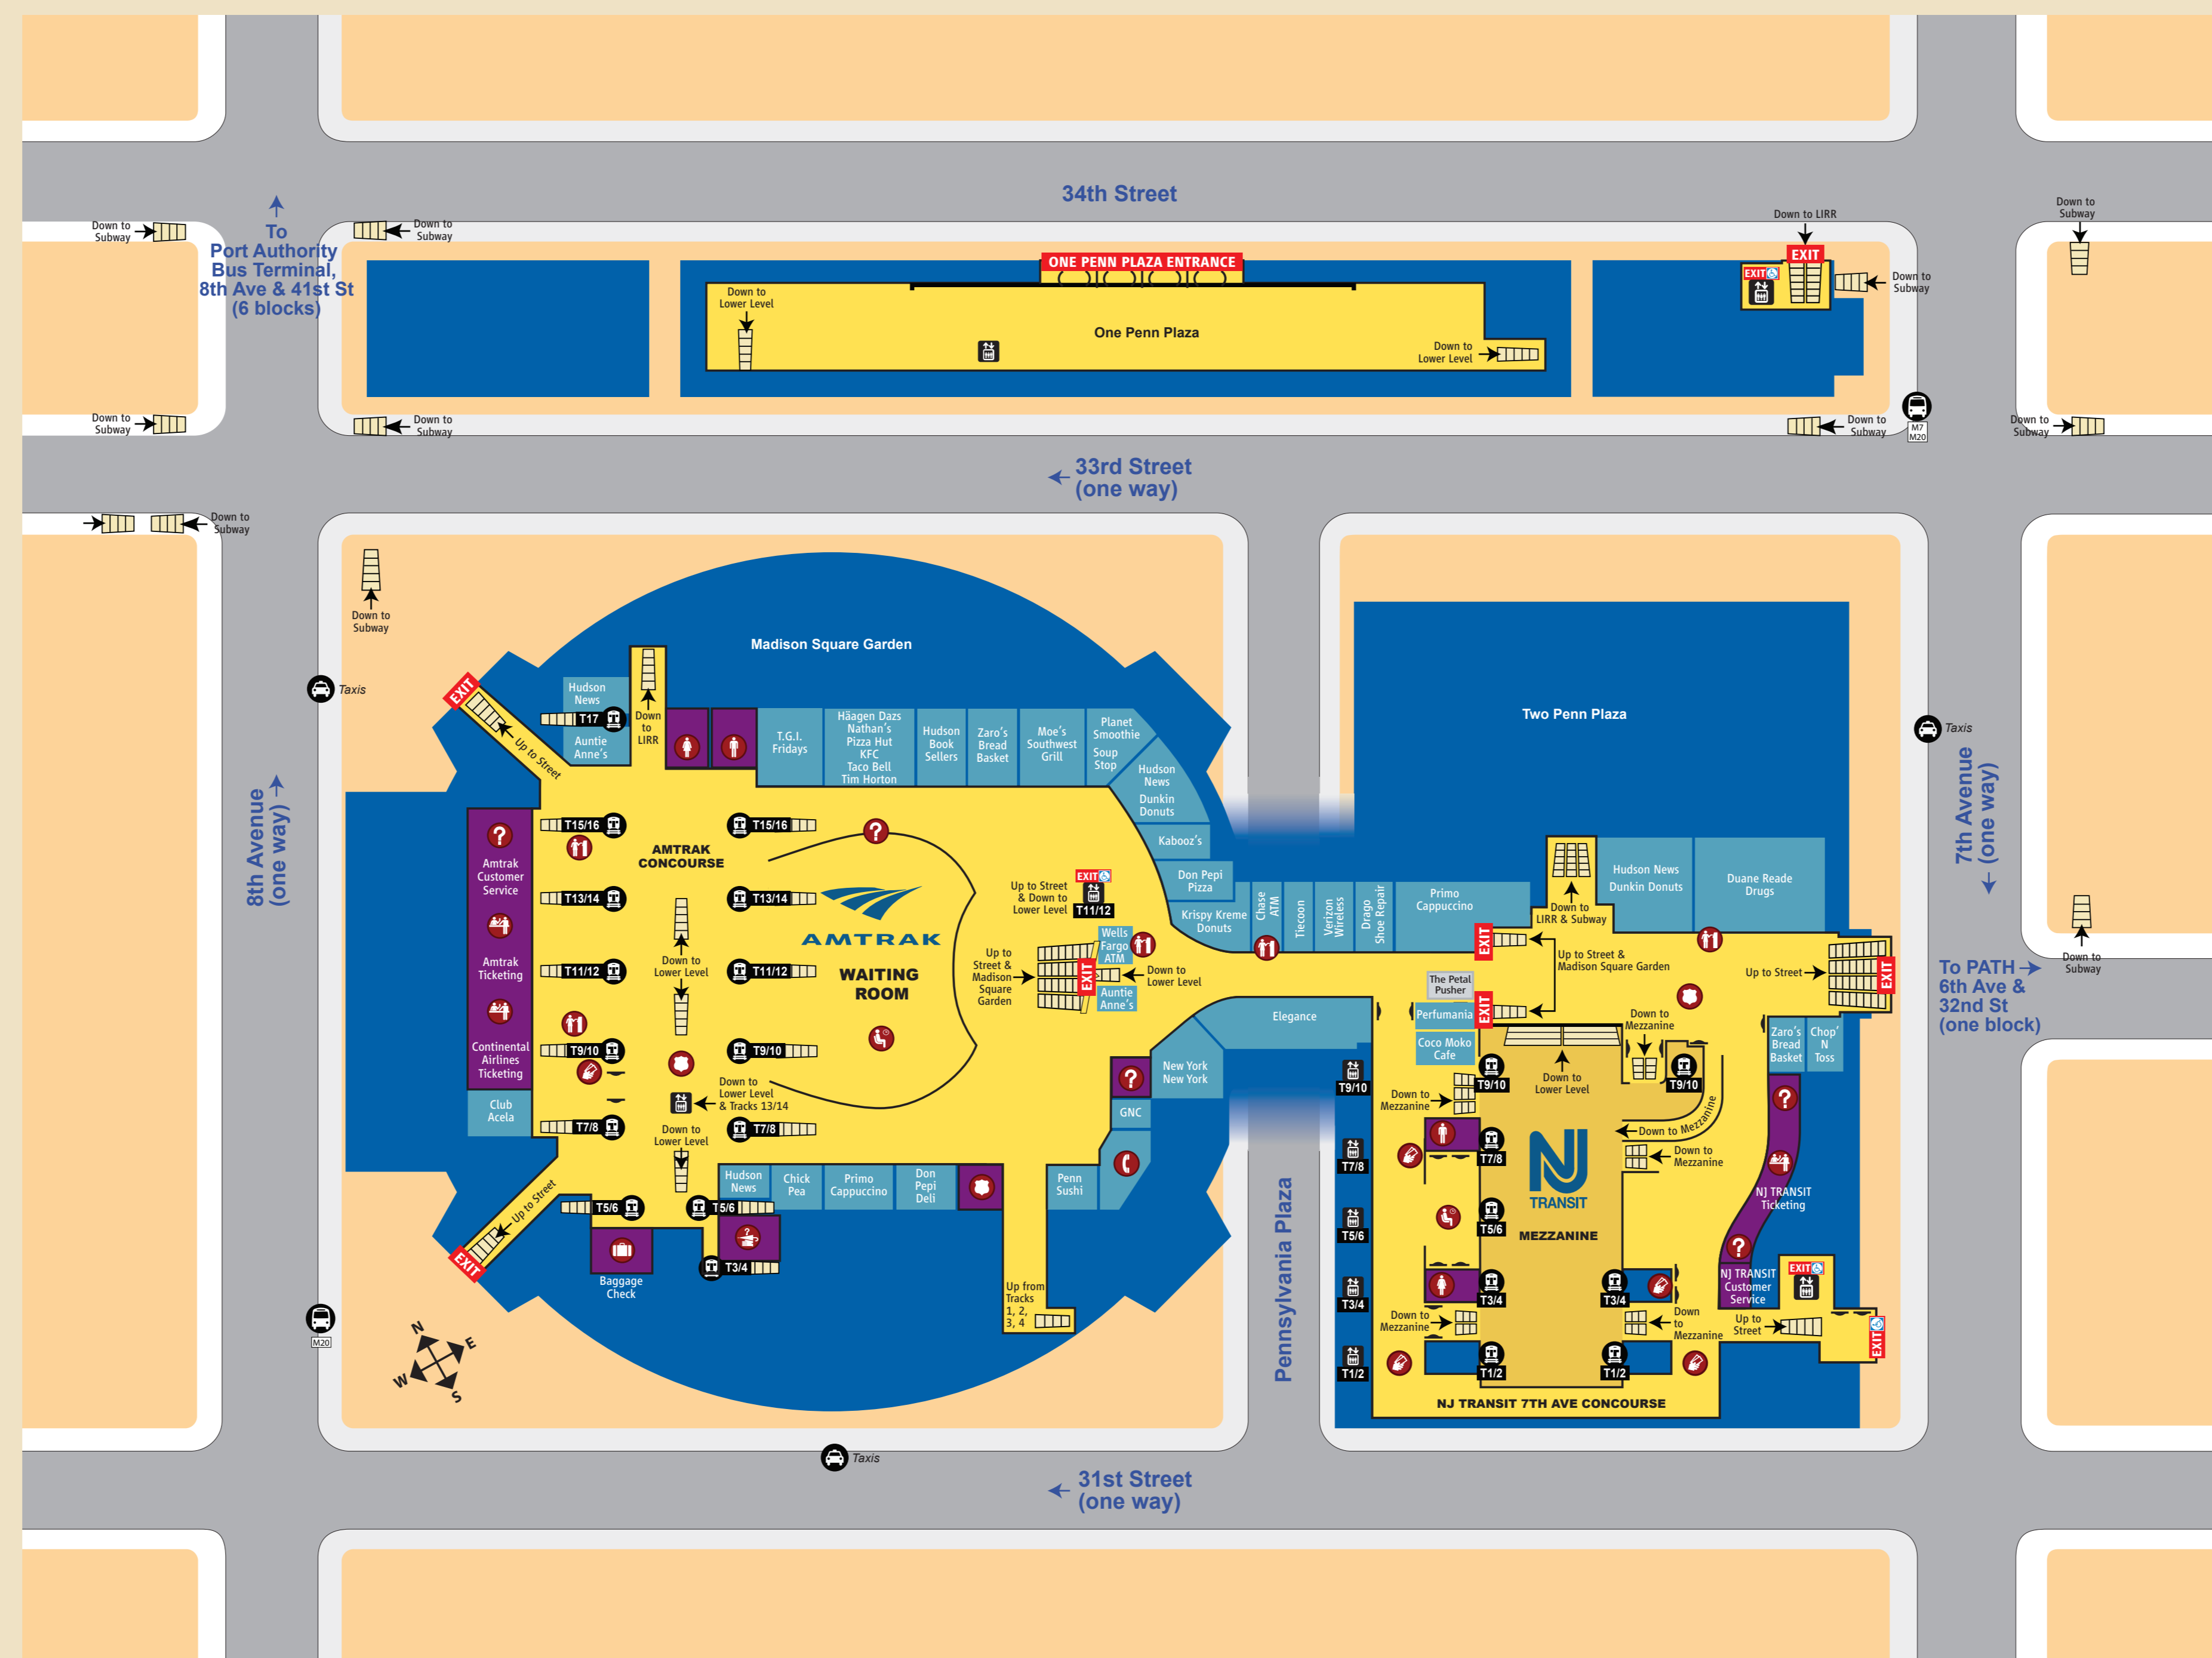 34th Street
Down to
Subway
To
Port Authority
Bus Terminal,
8th Ave & 41st St
(6 blocks)
Down to
Subway
ONE PENN PLAZA ENTRANCE
Down to
Lower Level
One Penn Plaza
Down to
Lower Level
Down to LIRR
EXIT
EXIT
Down to
Subway
Down to
Subway
Down to
Subway
Down to
Subway
Down to
Subway
M7
M20
Down to
Subway
33rd Street
(one way)
Down to
Subway
Down to
Subway
Taxis
8th Avenue
(one way)
Madison Square Garden
EXIT
Up to Street
Hudson
News
T17
Auntie
Anne's
Down
to
LIRR
T.G.I.
Fridays
Häagen Dazs
Nathan's
Pizza Hut
KFC
Taco Bell
Tim Horton
Hudson
Book
Sellers
Zaro's
Bread
Basket
Moe's
Southwest
Grill
Planet
Smoothie
Soup
Stop
Hudson
News
Dunkin
Donuts
Kabooz's
Don Pepi
Pizza
Krispy Kreme
Donuts
Chase
ATM
Tiecoon
Verizon
Wireless
Drago
Shoe Repair
Primo
Cappuccino
?
Amtrak
Customer
Service
Amtrak
Ticketing
Continental
Airlines
Ticketing
Club
Acela
T15/16
T15/16
AMTRAK
CONCOURSE
?
T13/14
T13/14
Down to
Lower Level
T11/12
T11/12
T9/10
T9/10
AMTRAK
WAITING
ROOM
Down to
Lower Level
& Tracks 13/14
T7/8
Down to
Lower Level
T7/8
Up to Street
& Down to
Lower Level
EXIT
T11/12
Wells
Fargo
ATM
Up to
Street &
Madison
Square
Garden
EXIT
Down to
Lower Level
Auntie
Anne's
Elegance
New York
New York
?
GNC
Penn
Sushi
Up to Street
EXIT
T5/6
T5/6
Hudson
News
Chick
Pea
Primo
Cappuccino
Don
Pepi
Deli
?
T3/4
Baggage
Check
Up from
Tracks
1, 2,
3, 4
M20
N
E
W
S
Taxis
31st Street
(one way)
Pennsylvania Plaza
Two Penn Plaza
Taxis
7th Avenue
(one way)
Down to
LIRR & Subway
Hudson News
Dunkin Donuts
Duane Reade
Drugs
EXIT
Up to Street &
Madison Square Garden
The Petal
Pusher
EXIT
Perfumania
Coco Moko
Cafe
Up to Street
EXIT
To PATH
6th Ave &
32nd St
(one block)
Down to
Subway
Down to
Mezzanine
Zaro's
Bread
Basket
Chop'
N
Toss
T9/10
T9/10
Down to
Lower Level
T9/10
Down to
Mezzanine
Down to Mezzanine
?
T7/8
T7/8
Down to
Mezzanine
NJ
TRANSIT
NJ TRANSIT
Ticketing
T5/6
T5/6
MEZZANINE
?
NJ TRANSIT
Customer
Service
EXIT
T3/4
T3/4
T3/4
Down to
Mezzanine
Down
to
Mezzanine
Up to
Street
EXIT
T1/2
T1/2
T1/2
NJ TRANSIT 7TH AVE CONCOURSE